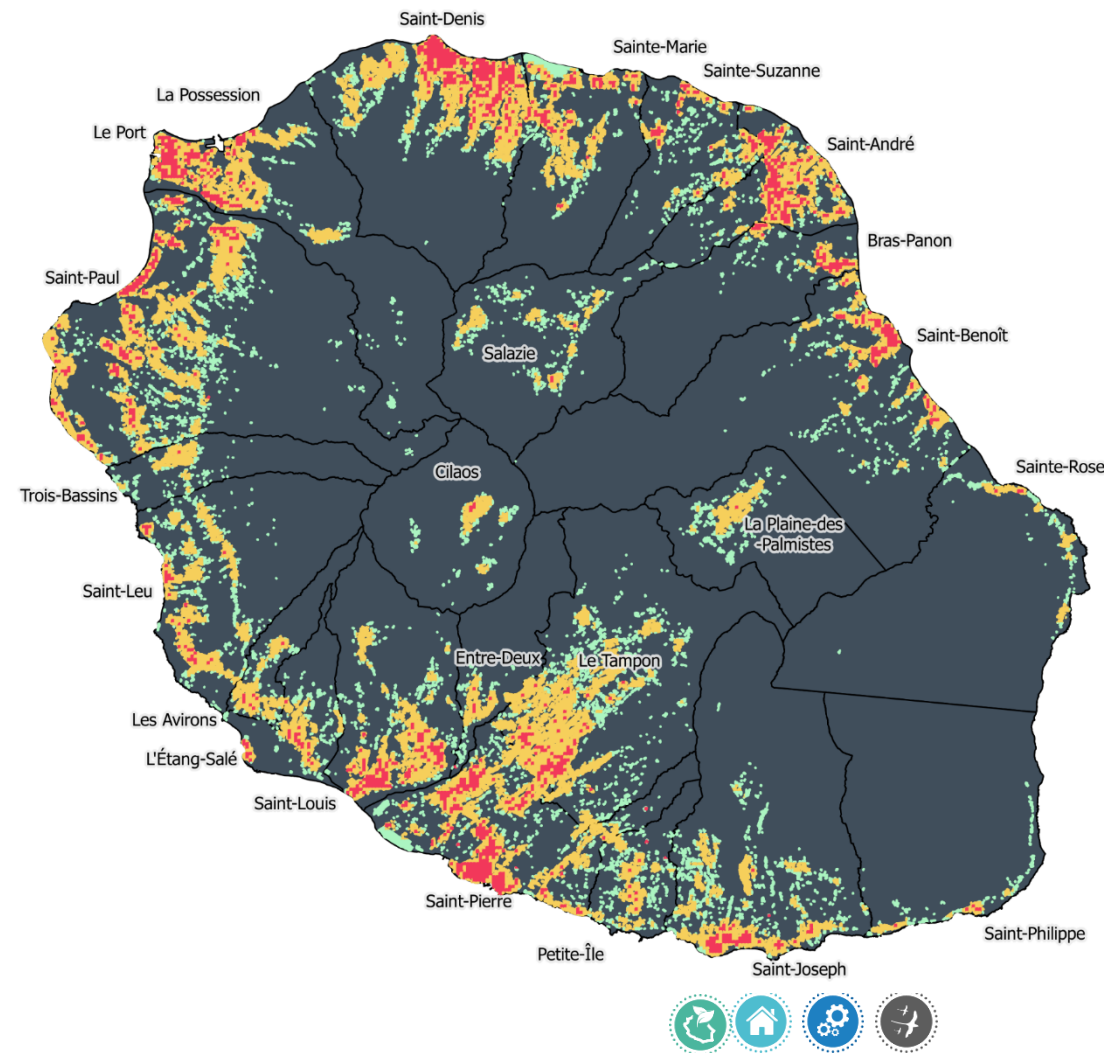 Saint-Denis
Sainte-Marie
Sainte-Suzanne
La Possession
Le Port
Saint-André
Bras-Panon
Saint-Paul
Saint-Benoît
Salazie
Cilaos
Sainte-Rose
Trois-Bassins
La Plaine-des
-Palmistes
Saint-Leu
Entre-Deux
Le Tampon
Les Avirons
L'Étang-Salé
Saint-Louis
Saint-Pierre
Saint-Philippe
Petite-Île
Saint-Joseph